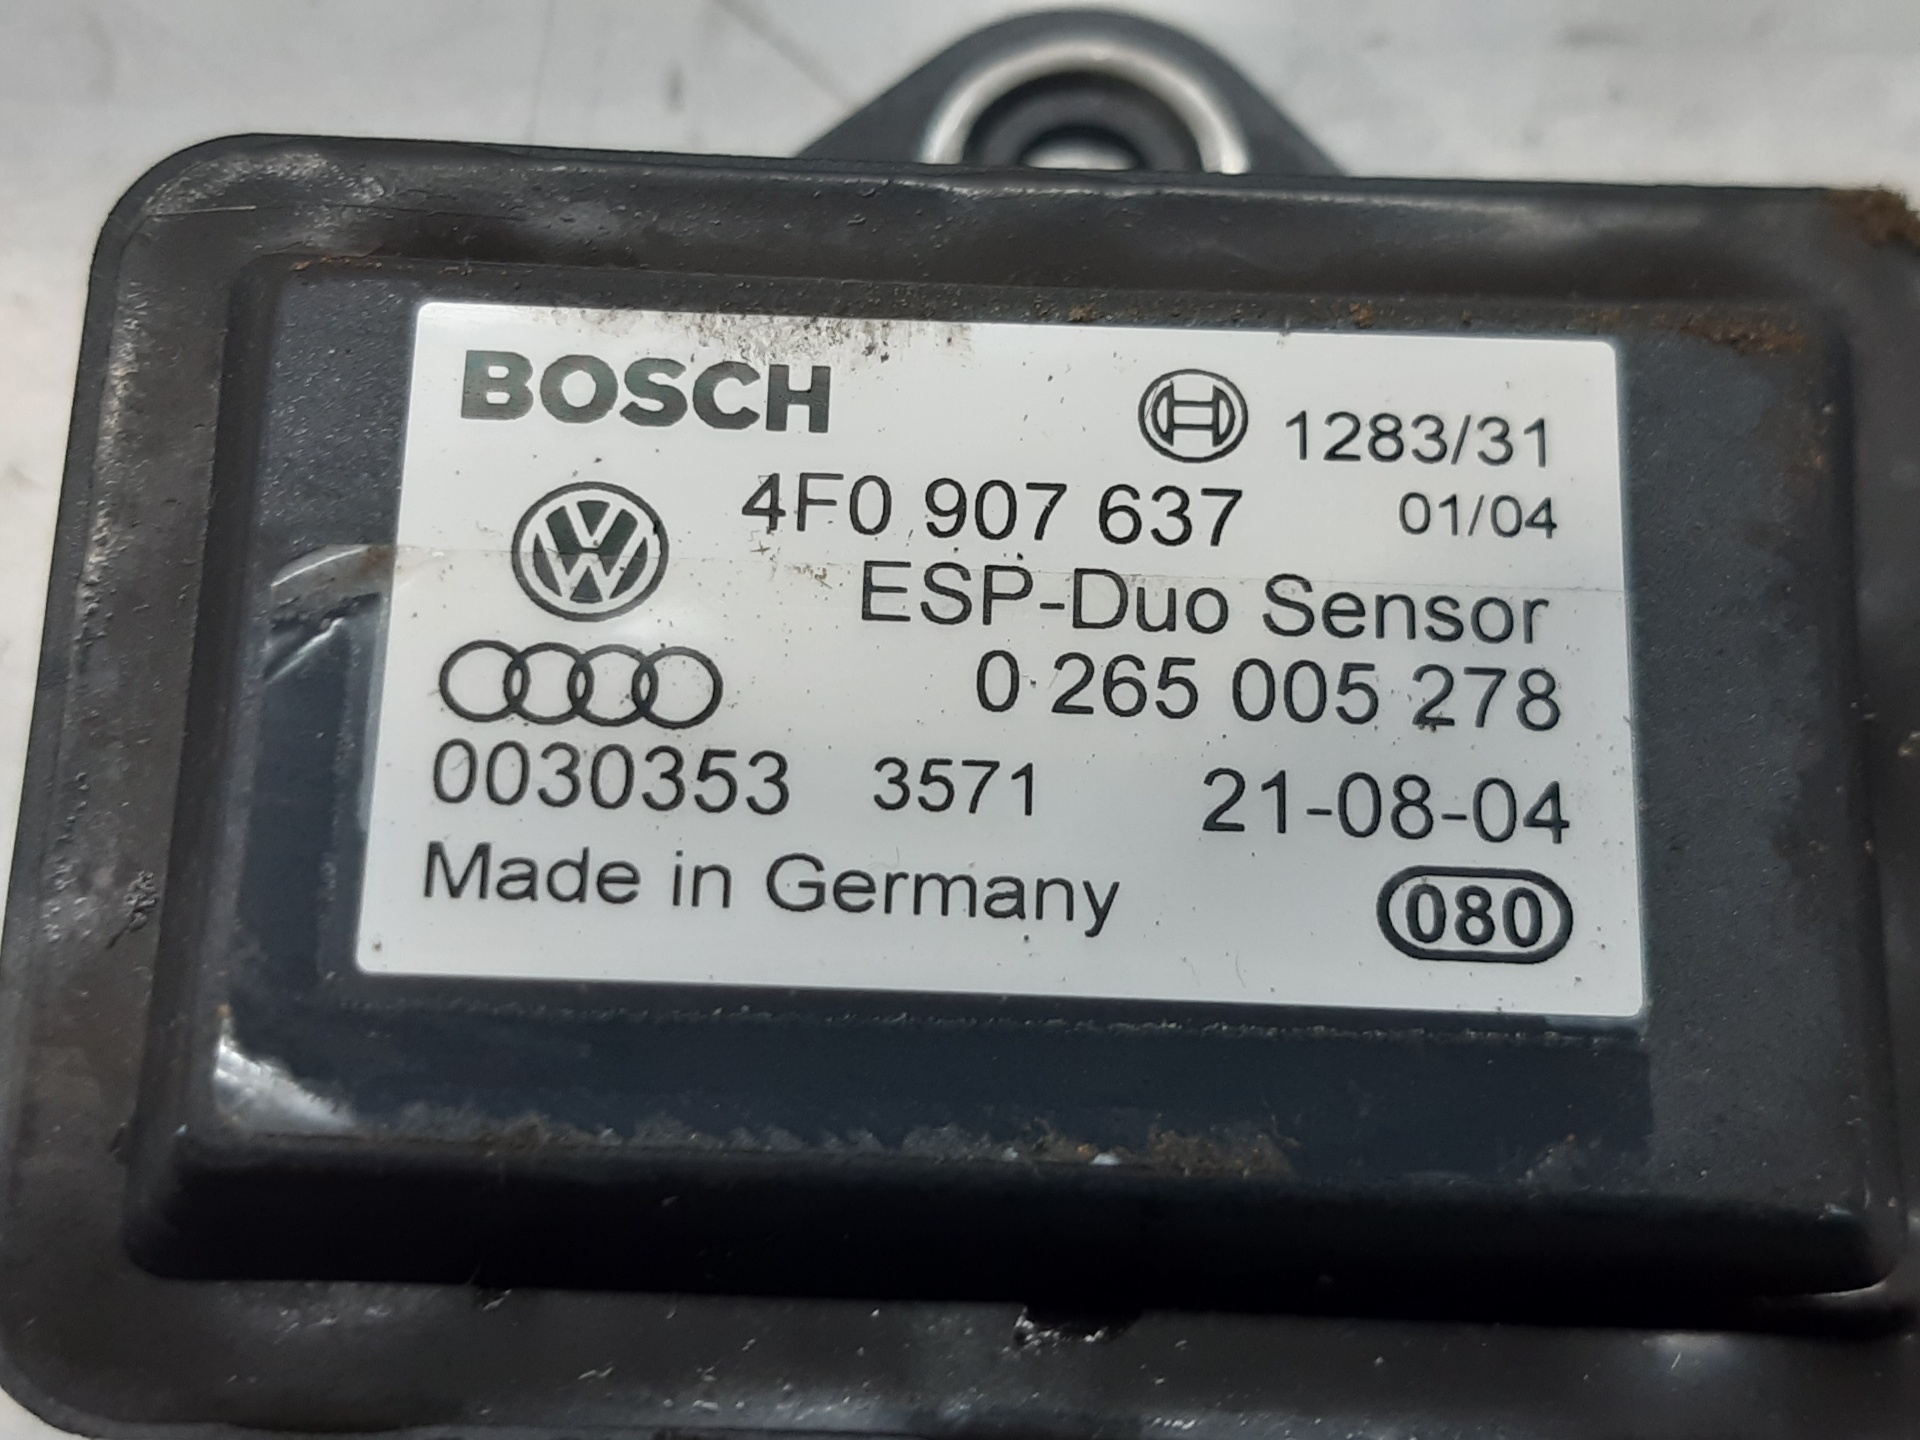 BOSCH
1283/31
4F0 907 637
01/04
ESP-Duo Sensor
0 265 005 278
0030353 3571 21-08-04
Made in Germany
080